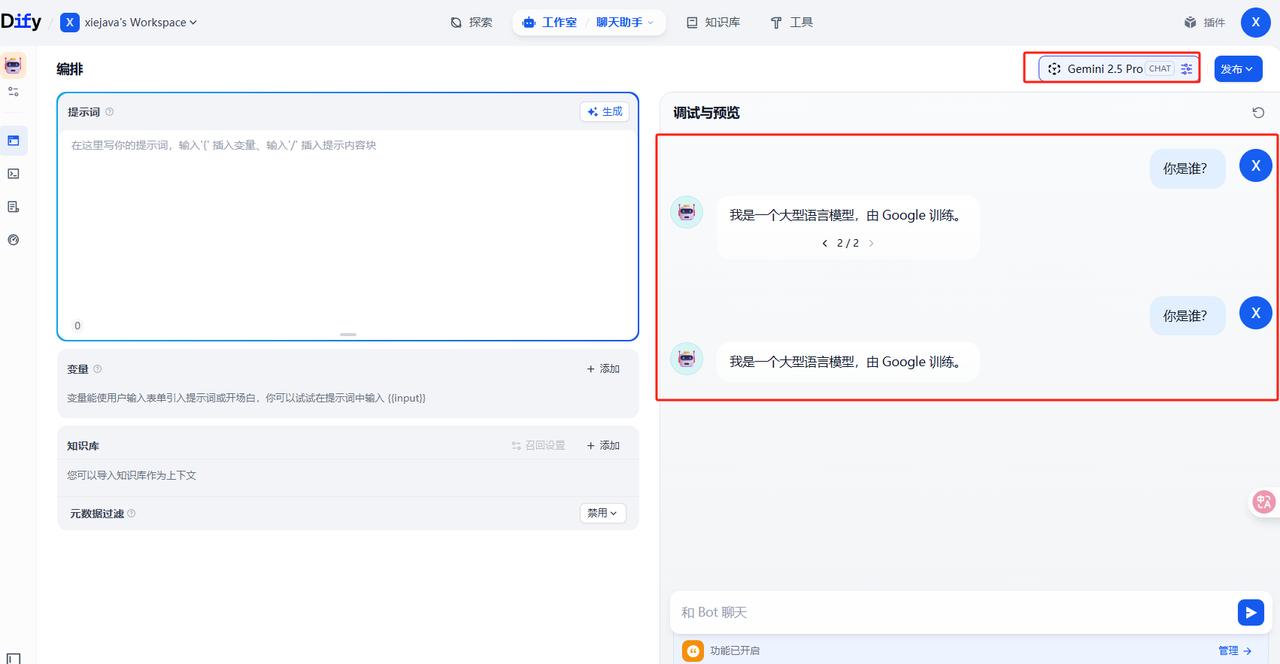 Dify
X xiejava's Workspace
探索
工作室 / 聊天助手
知识库
工具
插件
X
编排
Gemini 2.5 Pro CHAT
发布
提示词
生成
在这里写你的提示词，输入'{' 插入变量、输入'/' 插入提示内容块
0
变量
+ 添加
变量能使用户输入表单引入提示词或开场白，你可以试试在提示词中输入 {{input}}
知识库
召回设置
+ 添加
您可以导入知识库作为上下文
元数据过滤
禁用
调试与预览
你是谁？
X
我是一个大型语言模型，由 Google 训练。
< 2 / 2 >
你是谁？
X
我是一个大型语言模型，由 Google 训练。
中A
和 Bot 聊天
功能已开启
管理 →